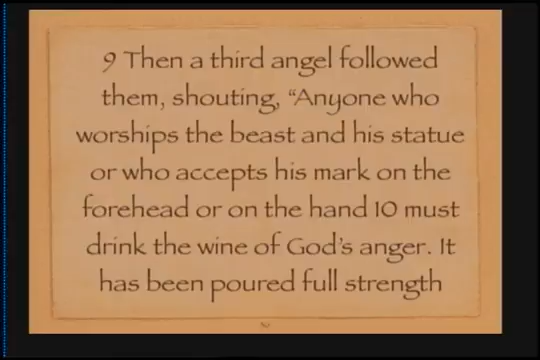 9 Then a third angel followed
them, shouting, “Anyone who
worships the beast and his statue
or who accepts his mark on the
forehead or on the hand 10 must
drink the wine of God’s anger. It
has been poured full strength